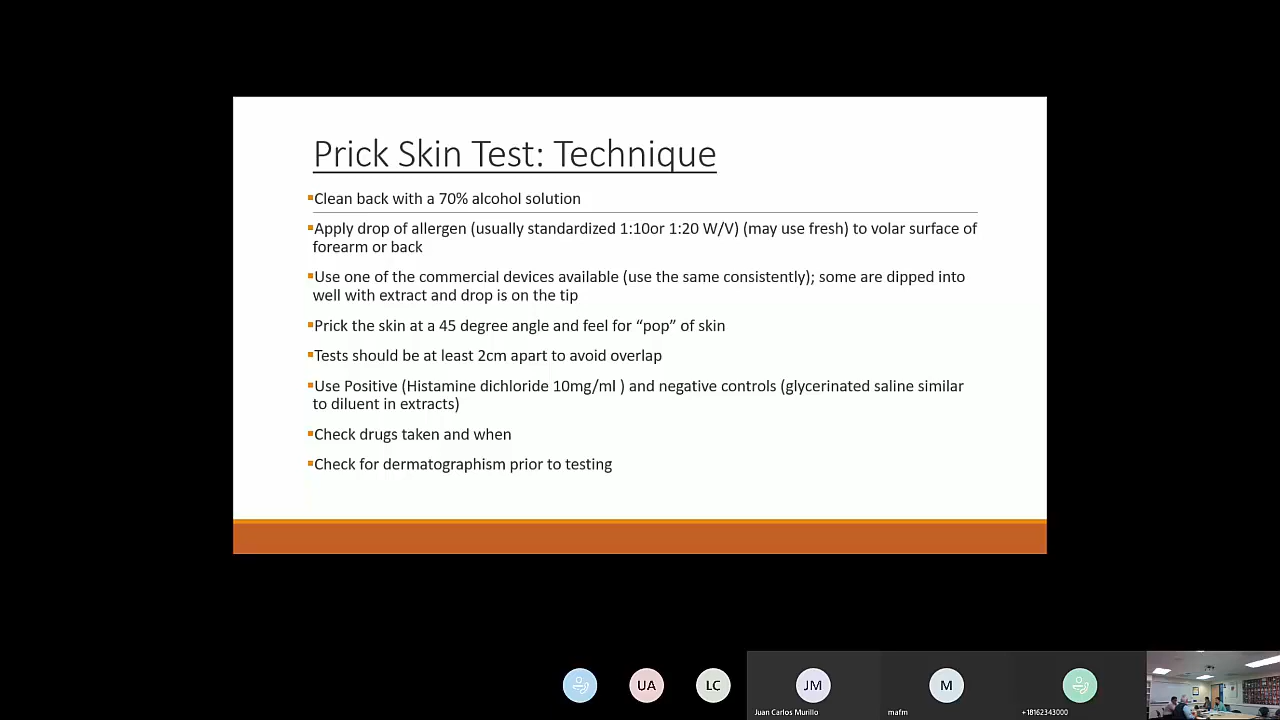 Prick Skin Test: Technique
Clean back with a 70% alcohol solution
Apply drop of allergen (usually standardized 1:10or 1:20 W/V) (may use fresh) to volar surface of
forearm or back
Use one of the commercial devices available (use the same consistently); some are dipped into
well with extract and drop is on the tip
Prick the skin at a 45 degree angle and feel for “pop” of skin
Tests should be at least 2cm apart to avoid overlap
Use Positive (Histamine dichloride 10mg/ml ) and negative controls (glycerinated saline similar
to diluent in extracts)
Check drugs taken and when
Check for dermatographism prior to testing
UA
LC
JM
M
Juan Carlos Murillo
mafm
+18162343000